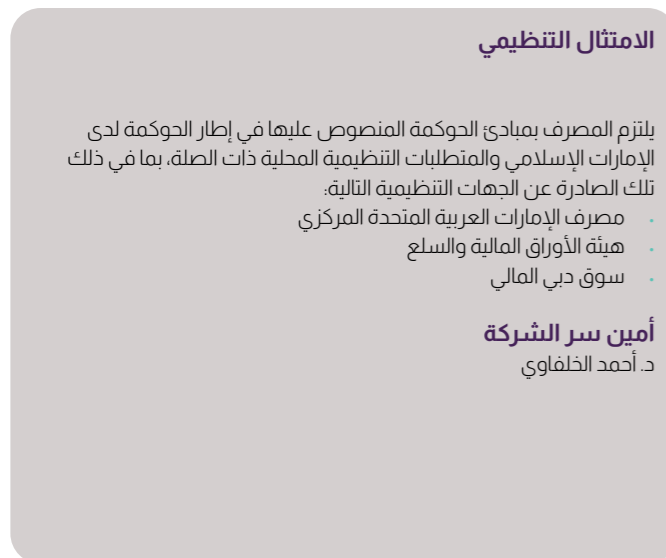 الامتثال التنظيمي
يلتزم المصرف بمبادئ الحوكمة المنصوص عليها في إطار الحوكمة لدى
الإمارات الإسلامي والمتطلبات التنظيمية المحلية ذات الصلة، بما في ذلك
تلك الصادرة عن الجهات التنظيمية التالية:
• مصرف الإمارات العربية المتحدة المركزي
• هيئة الأوراق المالية والسلع
• سوق دبي المالي
أمين سر الشركة
د. أحمد الخلفاوي